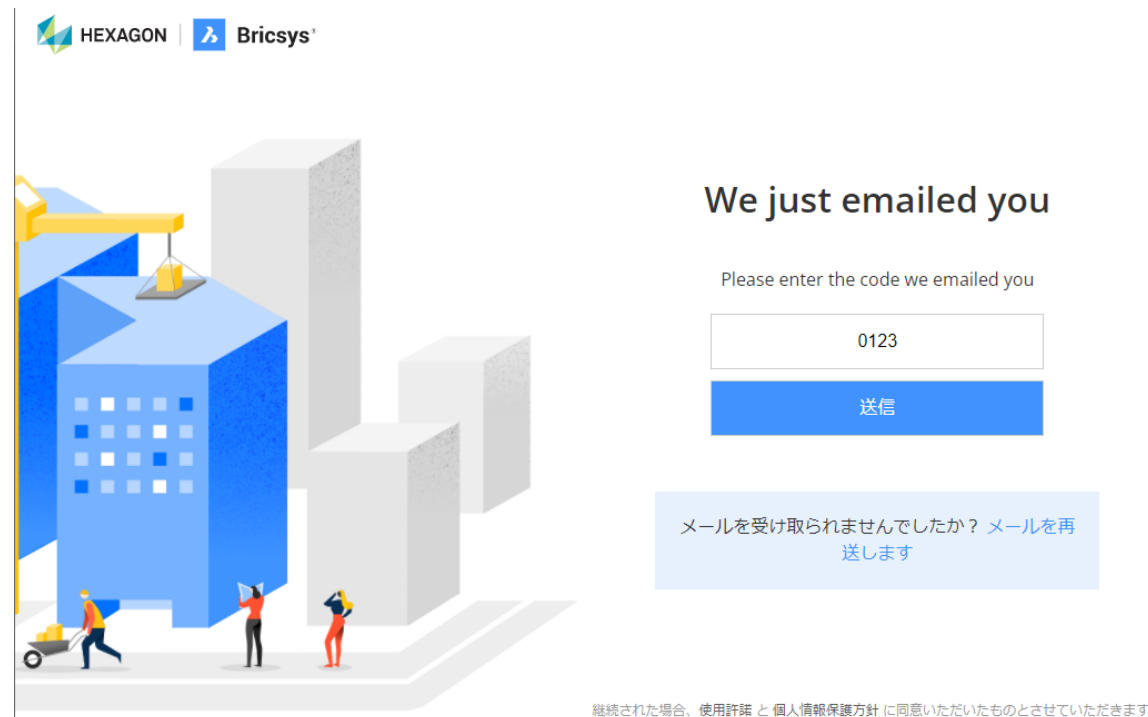 HEXAGON | Bricsys®
We just emailed you
Please enter the code we emailed you
0123
送信
メールを受け取られませんでしたか？ メールを再
送します
継続された場合、使用許諾 と 個人情報保護方針 に同意いただいたものとさせていただきます